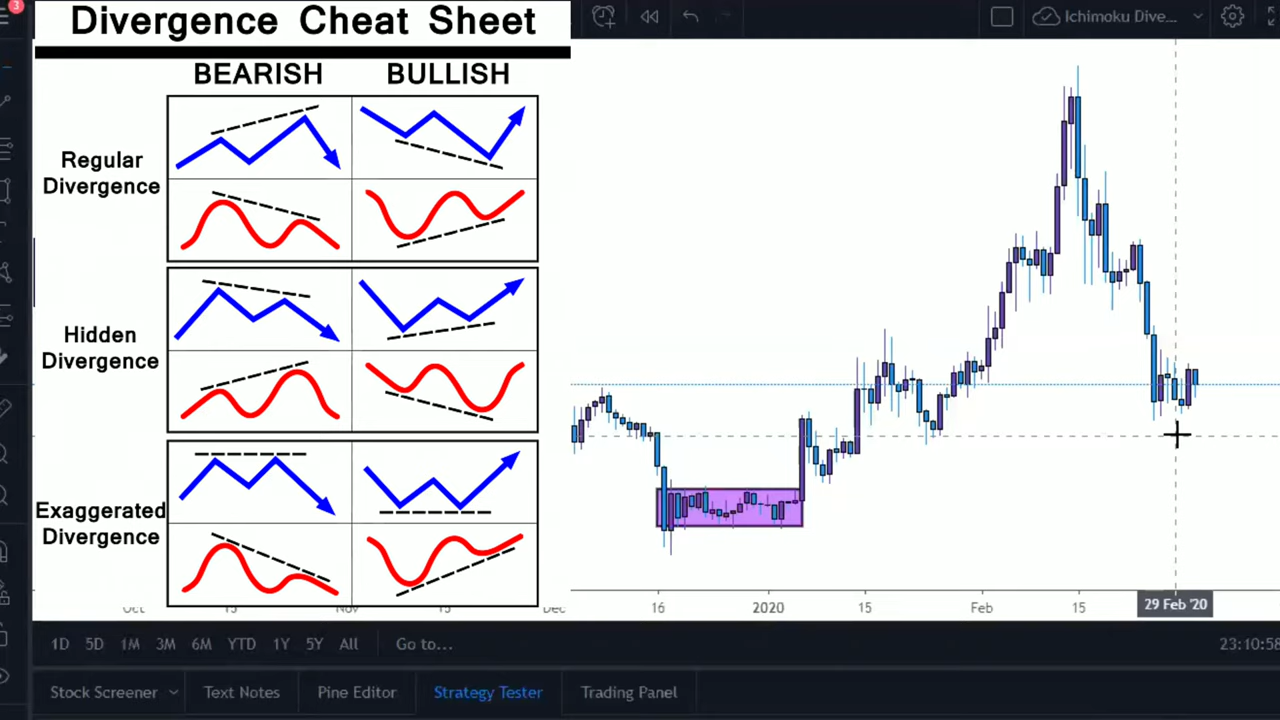 3
Divergence Cheat Sheet
Ichimoku Dive...
BEARISH BULLISH
Regular
Divergence
Hidden
Divergence
Exaggerated
Divergence
Oct 15 Nov 15 Dec 16 2020 15 Feb 15 29 Feb '20
1D 5D 1M 3M 6M YTD 1Y 5Y All Go to... 23:10:58
Stock Screener Text Notes Pine Editor Strategy Tester Trading Panel